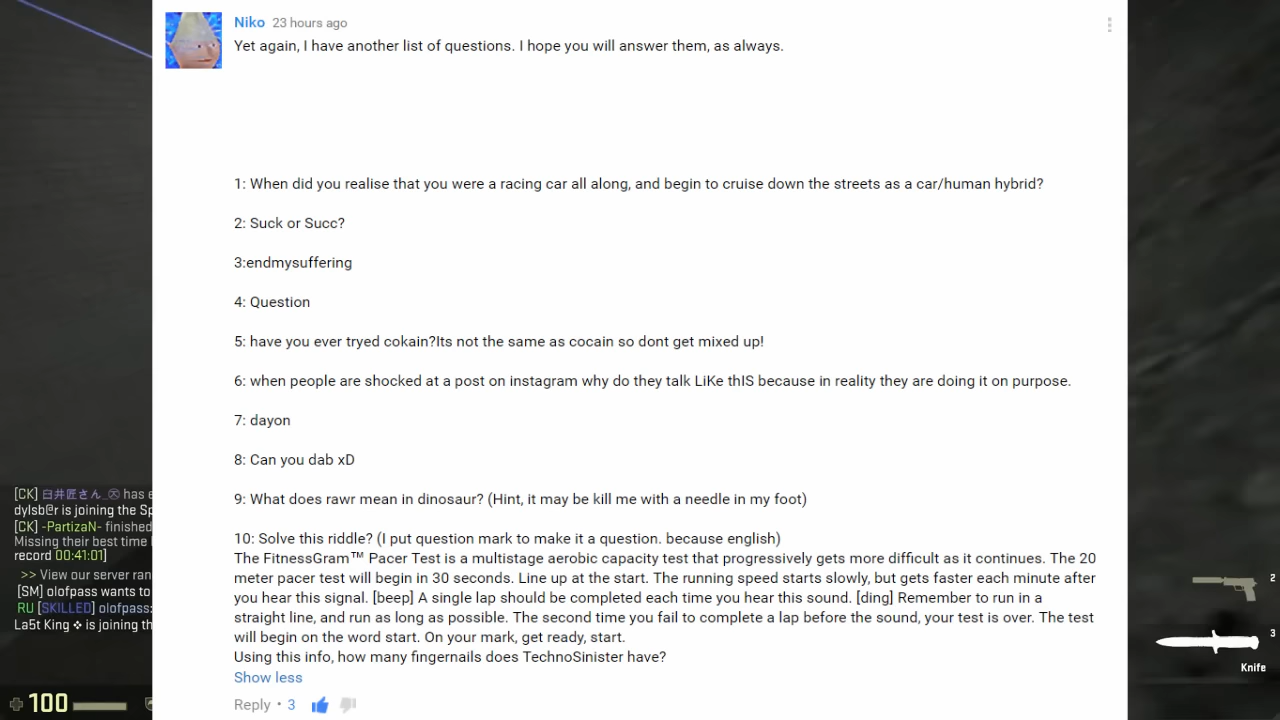 Niko 23 hours ago
Yet again, I have another list of questions. I hope you will answer them, as always.
1: When did you realise that you were a racing car all along, and begin to cruise down the streets as a car/human hybrid?
2: Suck or Succ?
3:endmysuffering
4: Question
5: have you ever tryed cokain?Its not the same as cocain so dont get mixed up!
6: when people are shocked at a post on instagram why do they talk LiKe thIS because in reality they are doing it on purpose.
7: dayon
8: Can you dab xD
9: What does rawr mean in dinosaur? (Hint, it may be kill me with a needle in my foot)
10: Solve this riddle? (I put question mark to make it a question. because english)
The FitnessGram™ Pacer Test is a multistage aerobic capacity test that progressively gets more difficult as it continues. The 20
meter pacer test will begin in 30 seconds. Line up at the start. The running speed starts slowly, but gets faster each minute after
you hear this signal. [beep] A single lap should be completed each time you hear this sound. [ding] Remember to run in a
straight line, and run as long as possible. The second time you fail to complete a lap before the sound, your test is over. The test
will begin on the word start. On your mark, get ready, start.
Using this info, how many fingernails does TechnoSinister have?
Show less
Reply • 3
[CK] 臼井匠さん_㊛ has e
dylsb@r is joining the Sp
[CK] -PartizaN- finished
Missing their best time
record 00:41:01]
>> View our server ran
[SM] olofpass wants to
RU [SKILLED] olofpass:
La5t King ❖ is joining th
100
2
3
Knife